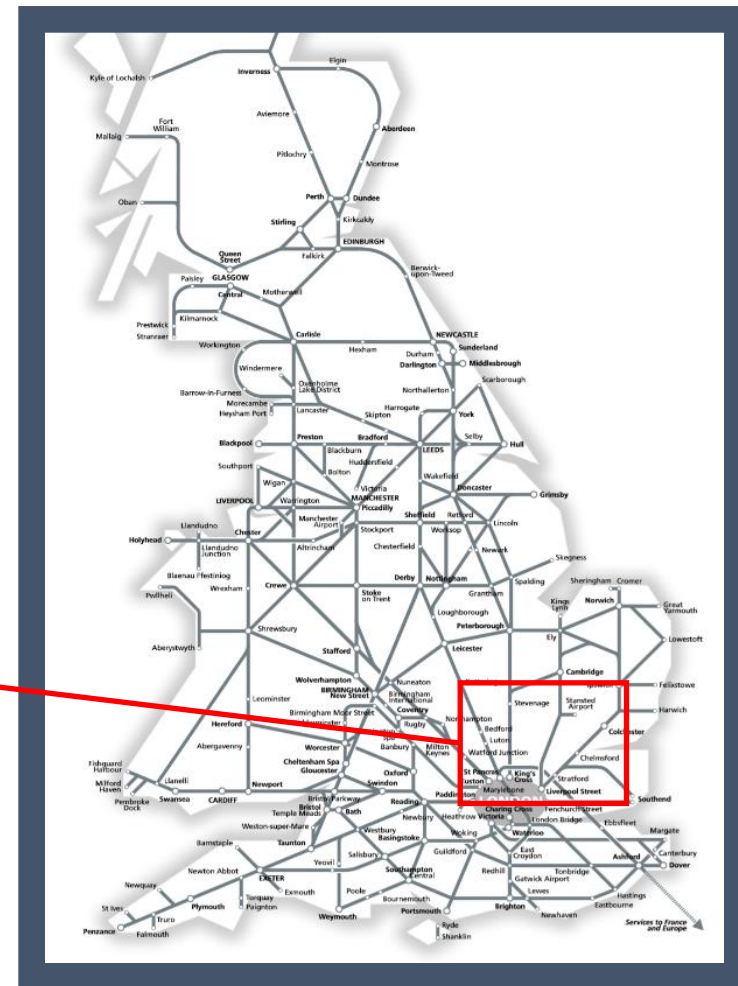 Elgin
Kyle of Lochalsh
Inverness
Aviemore
Fort
William
Aberdeen
Mallaig
Pitlochry
Montrose
Perth
Dundee
Oban
Stirling
Kirkcaldy
EDINBURGH
Queen
Street
Falkirk
Berwick-
upon-Tweed
Paisley
GLASGOW
Central
Motherwell
Prestwick
Kilmarnock
Stranraer
Carlisle
NEWCASTLE
Workington
Hexham
Sunderland
Durham
Darlington
Middlesbrough
Windermere
Oxenholme
Lake District
Scarborough
Barrow-in-Furness
Northallerton
Morecambe
Heysham Port
Lancaster
Harrogate
Skipton
York
Blackpool
Preston
Bradford
Selby
Hull
Blackburn
LEEDS
Southport
Huddersfield
Bolton
Wakefield
Wigan
Victoria
Doncaster
Grimsby
LIVERPOOL
Warrington
MANCHESTER
Piccadilly
Manchester
Airport
Sheffield
Retford
Lincoln
Stockport
Worksop
Llandudno
Chester
Holyhead
Llandudno
Junction
Altrincham
Chesterfield
Newark
Skegness
Blaenau Ffestiniog
Wrexham
Crewe
Stoke
on Trent
Derby
Nottingham
Grantham
Spalding
Sheringham
Cromer
Pwllheli
Kings
Lynn
Norwich
Great
Yarmouth
Loughborough
Peterborough
Ely
Aberystwyth
Shrewsbury
Stafford
Leicester
Lowestoft
Wolverhampton
Nuneaton
Cambridge
BIRMINGHAM
New Street
Birmingham
International
Felixstowe
Leominster
Birmingham Moor Street
Coventry
Rugby
Northampton
Stevenage
Stansted
Airport
Harwich
Hereford
Bedford
Colchester
Abergavenny
Worcester
Banbury
Milton
Keynes
Luton
Watford Junction
Chelmsford
Fishguard
Harbour
Cheltenham Spa
Gloucester
Oxford
St Pancras
King's
Cross
Stratford
Milford
Haven
Llanelli
Swindon
Marylebone
Liverpool Street
Pembroke
Dock
Swansea
CARDIFF
Newport
Bristol Parkway
Reading
Paddington
Southend
Bristol
Temple Meads
Bath
Newbury
Heathrow
Charing Cross
Victoria
Fenchurch Street
London Bridge
Ebbsfleet
Weston-super-Mare
Westbury
Basingstoke
Woking
Waterloo
Margate
Barnstaple
Taunton
Salisbury
Guildford
East
Croydon
Canterbury
Newton Abbot
Yeovil
Southampton
Central
Redhill
Gatwick Airport
Tonbridge
Ashford
Dover
Newquay
EXETER
Exmouth
Poole
Lewes
Hastings
Eastbourne
St Ives
Plymouth
Torquay
Paignton
Bournemouth
Truro
Weymouth
Portsmouth
Brighton
Newhaven
Penzance
Falmouth
Ryde
Shanklin
Services to France
and Europe